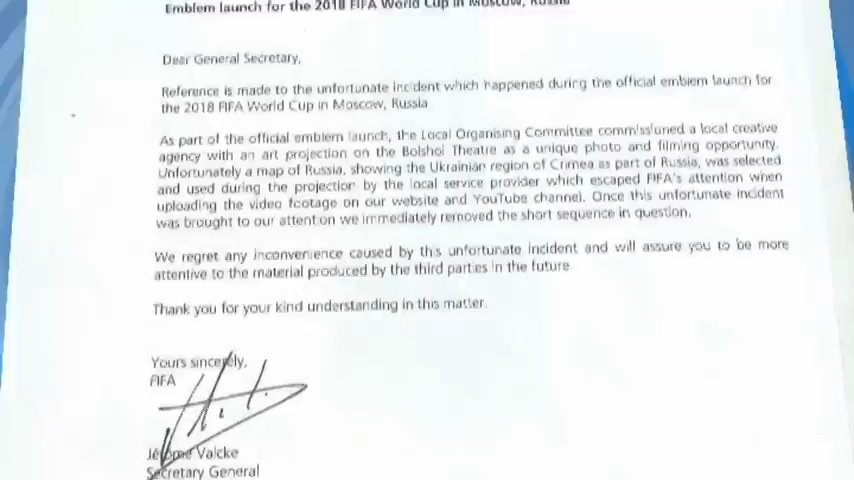 Emblem launch for the 2018 FIFA World Cup in Moscow, Russia
Dear General Secretary,
Reference is made to the unfortunate incident which happened during the official emblem launch for
the 2018 FIFA World Cup in Moscow, Russia
As part of the official emblem launch, the Local Organising Committee commissioned a local creative
agency with an art projection on the Bolshoi Theatre as a unique photo and filming opportunity.
Unfortunately a map of Russia, showing the Ukrainian region of Crimea as part of Russia, was selected
and used during the projection by the local service provider which escaped FIFA's attention when
uploading the video footage on our website and YouTube channel. Once this unfortunate incident
was brought to our attention we immediately removed the short sequence in question.
We regret any inconvenience caused by this unfortunate incident and will assure you to be more
attentive to the material produced by the third parties in the future
Thank you for your kind understanding in this matter.
Yours sincerely,
FIFA
Jérôme Valcke
Secretary General